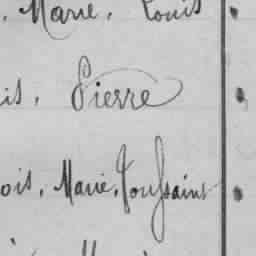 , Marie, Louis
is, Pierre
ois, Marie, Toussaint